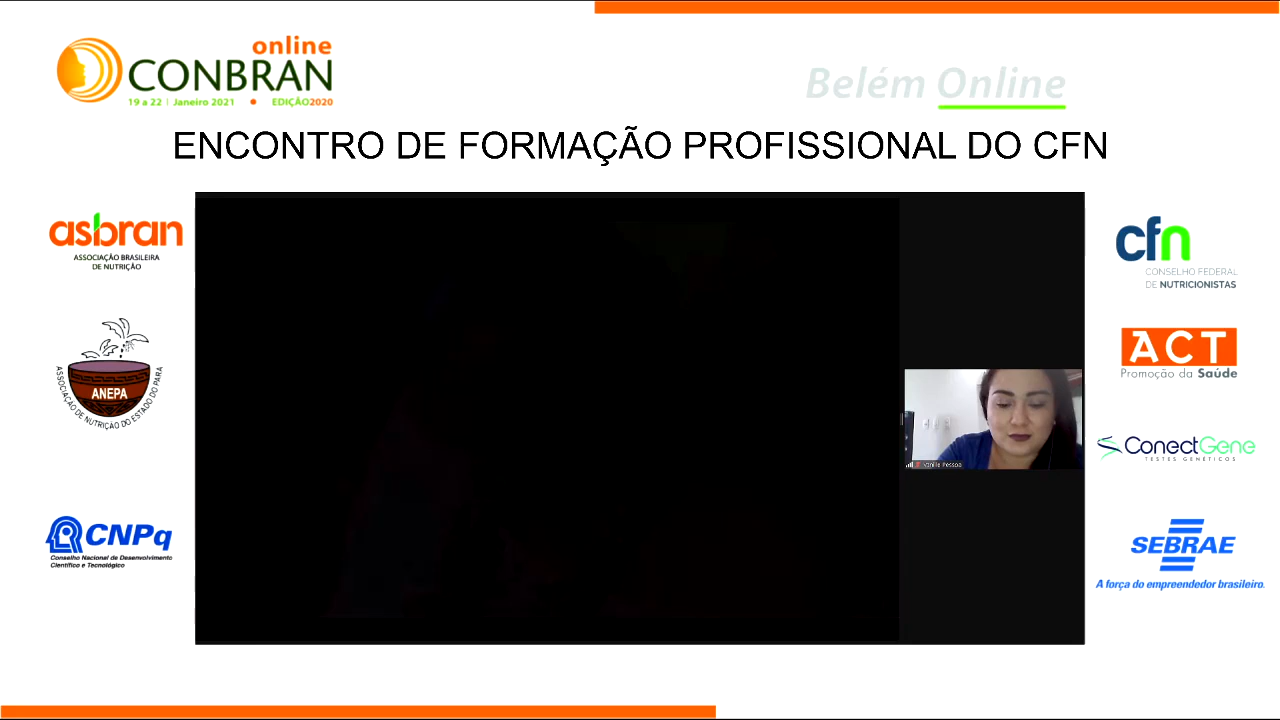 online
CONBRAN
19 a 22 | Janeiro 2021 • EDIÇÃO2020
Belém Online
ENCONTRO DE FORMAÇÃO PROFISSIONAL DO CFN
asbran
ASSOCIAÇÃO BRASILEIRA
DE NUTRIÇÃO
cfn
CONSELHO FEDERAL
DE NUTRICIONISTAS
ANEPA
ASSOCIAÇÃO DE NUTRIÇÃO DO ESTADO DO PARÁ
ACT
Promoção da Saúde
ConectGene
TESTES GENÉTICOS
Vanille Pessoa
CNPq
Conselho Nacional de Desenvolvimento
Científico e Tecnológico
SEBRAE
A força do empreendedor brasileiro.